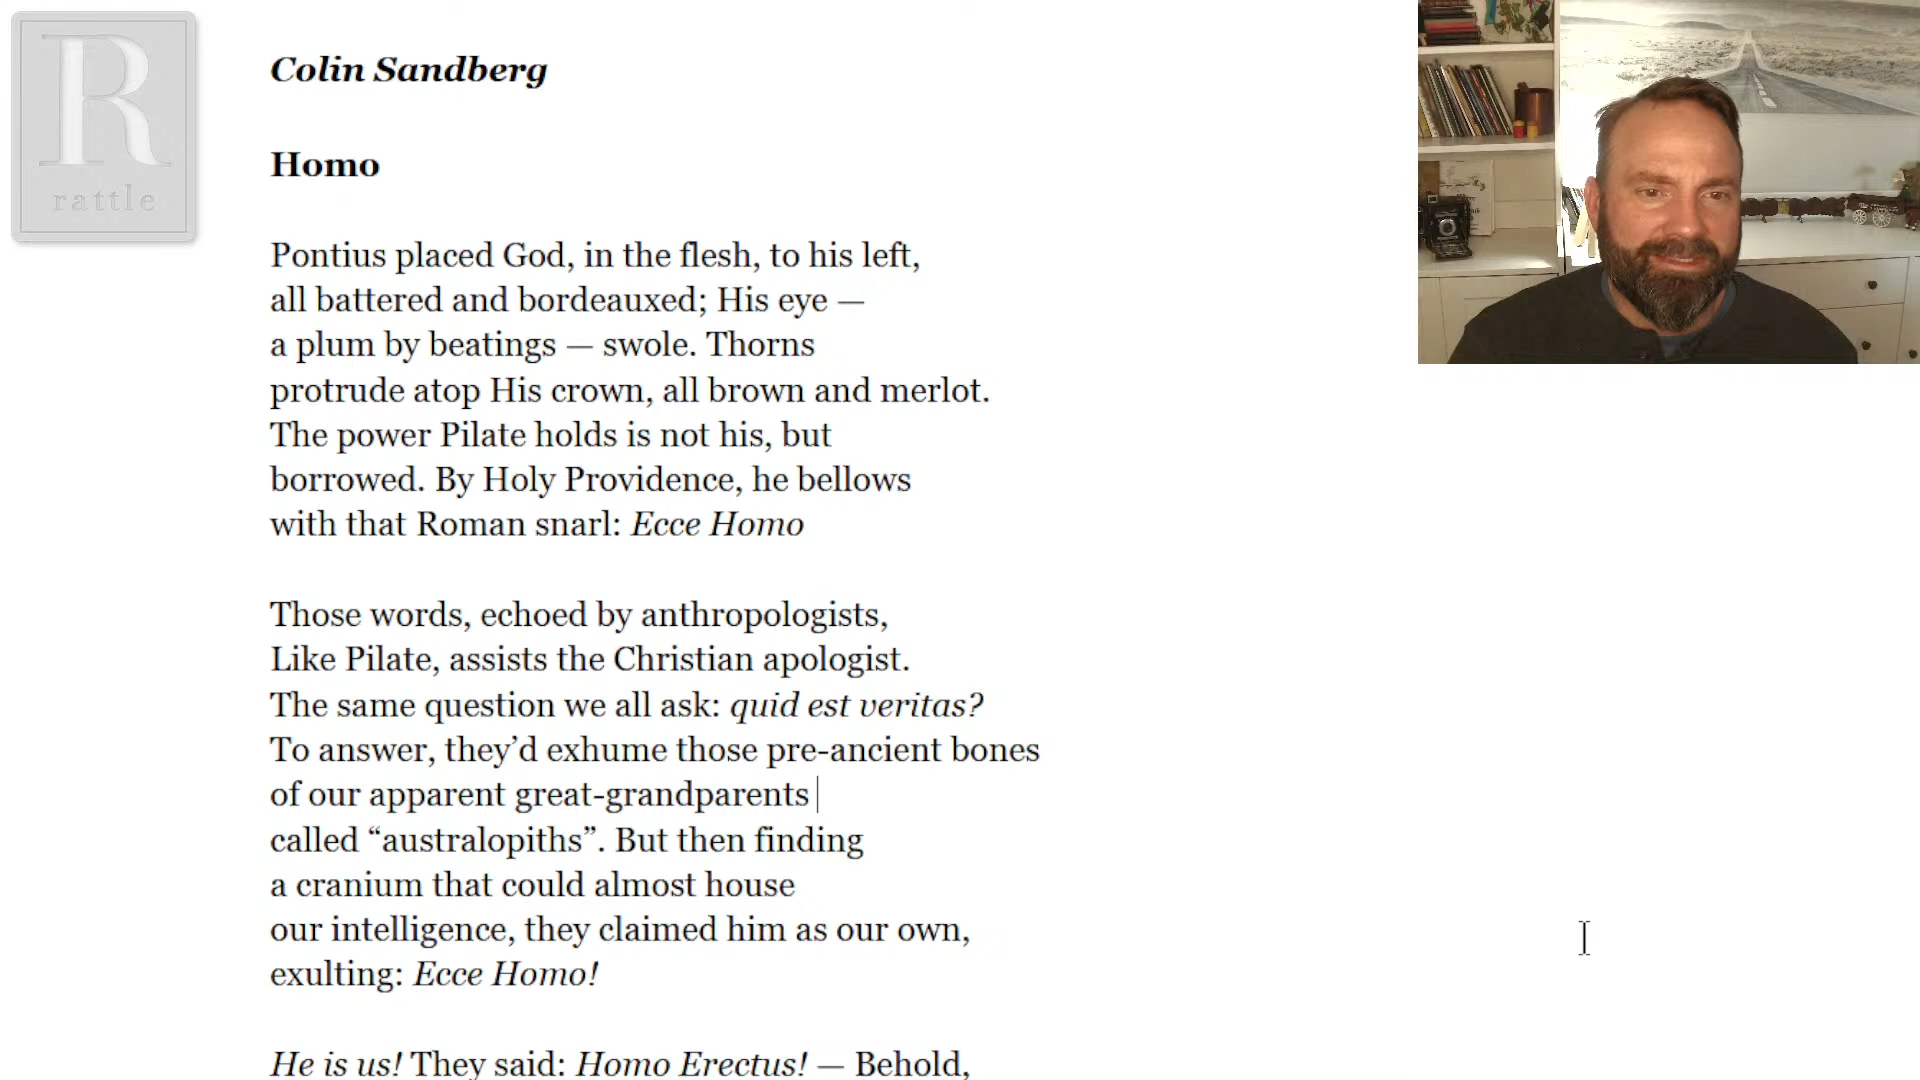 R
rattle
Colin Sandberg
Homo
Pontius placed God, in the flesh, to his left,
all battered and bordeauxed; His eye —
a plum by beatings — swole. Thorns
protrude atop His crown, all brown and merlot.
The power Pilate holds is not his, but
borrowed. By Holy Providence, he bellows
with that Roman snarl: Ecce Homo
Those words, echoed by anthropologists,
Like Pilate, assists the Christian apologist.
The same question we all ask: quid est veritas?
To answer, they’d exhume those pre-ancient bones
of our apparent great-grandparents
called “australopiths”. But then finding
a cranium that could almost house
our intelligence, they claimed him as our own,
exulting: Ecce Homo!
He is us! They said: Homo Erectus! — Behold,